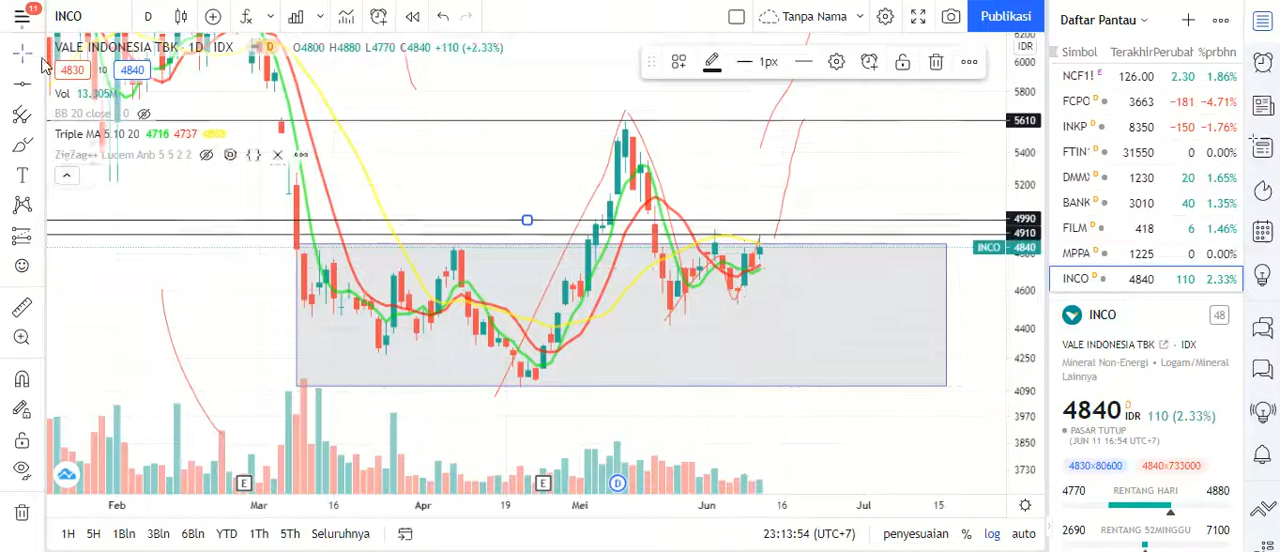 11
INCO
D
Tanpa Nama
Publikasi
Daftar Pantau
VALE INDONESIA TBK · 1D · IDX
D
O4800 H4880 L4770 C4840 +110 (+2.33%)
4830
10
4840
Vol 13.305M
BB 20 close 2 0
Triple MA 5 10 20 4716 4737
ZigZag++ Lucem Anb 5 5 2 2
1px
IDR
6000
5800
5610
5400
5200
4990
4910
INCO 4840
4600
4400
4250
4090
3970
3850
3730
Simbol Terakhir Perubat %prbhn
NCF1! E 126.00 2.30 1.86%
FCPO D 3663 −181 −4.71%
INKP D 8350 −150 −1.76%
FTIN 31550 0 0.00%
DMM D 1230 20 1.65%
BANK D 3010 40 1.35%
FILM D 418 6 1.46%
MPPA D 1225 0 0.00%
INCO D 4840 110 2.33%
INCO
48
VALE INDONESIA TBK · IDX
Mineral Non-Energi • Logam/Mineral
Lainnya
4840 D IDR 110 (2.33%)
PASAR TUTUP
(JUN 11 16:54 UTC+7)
4830×80600
4840×733000
4770 RENTANG HARI 4880
2690 RENTANG 52MINGGU 7100
E
E
D
Feb Mar 16 Apr 19 Mei Jun 16 Jul 15
1H 5H 1Bln 3Bln 6Bln YTD 1Th 5Th Seluruhnya
23:13:54 (UTC+7)
penyesuaian % log auto